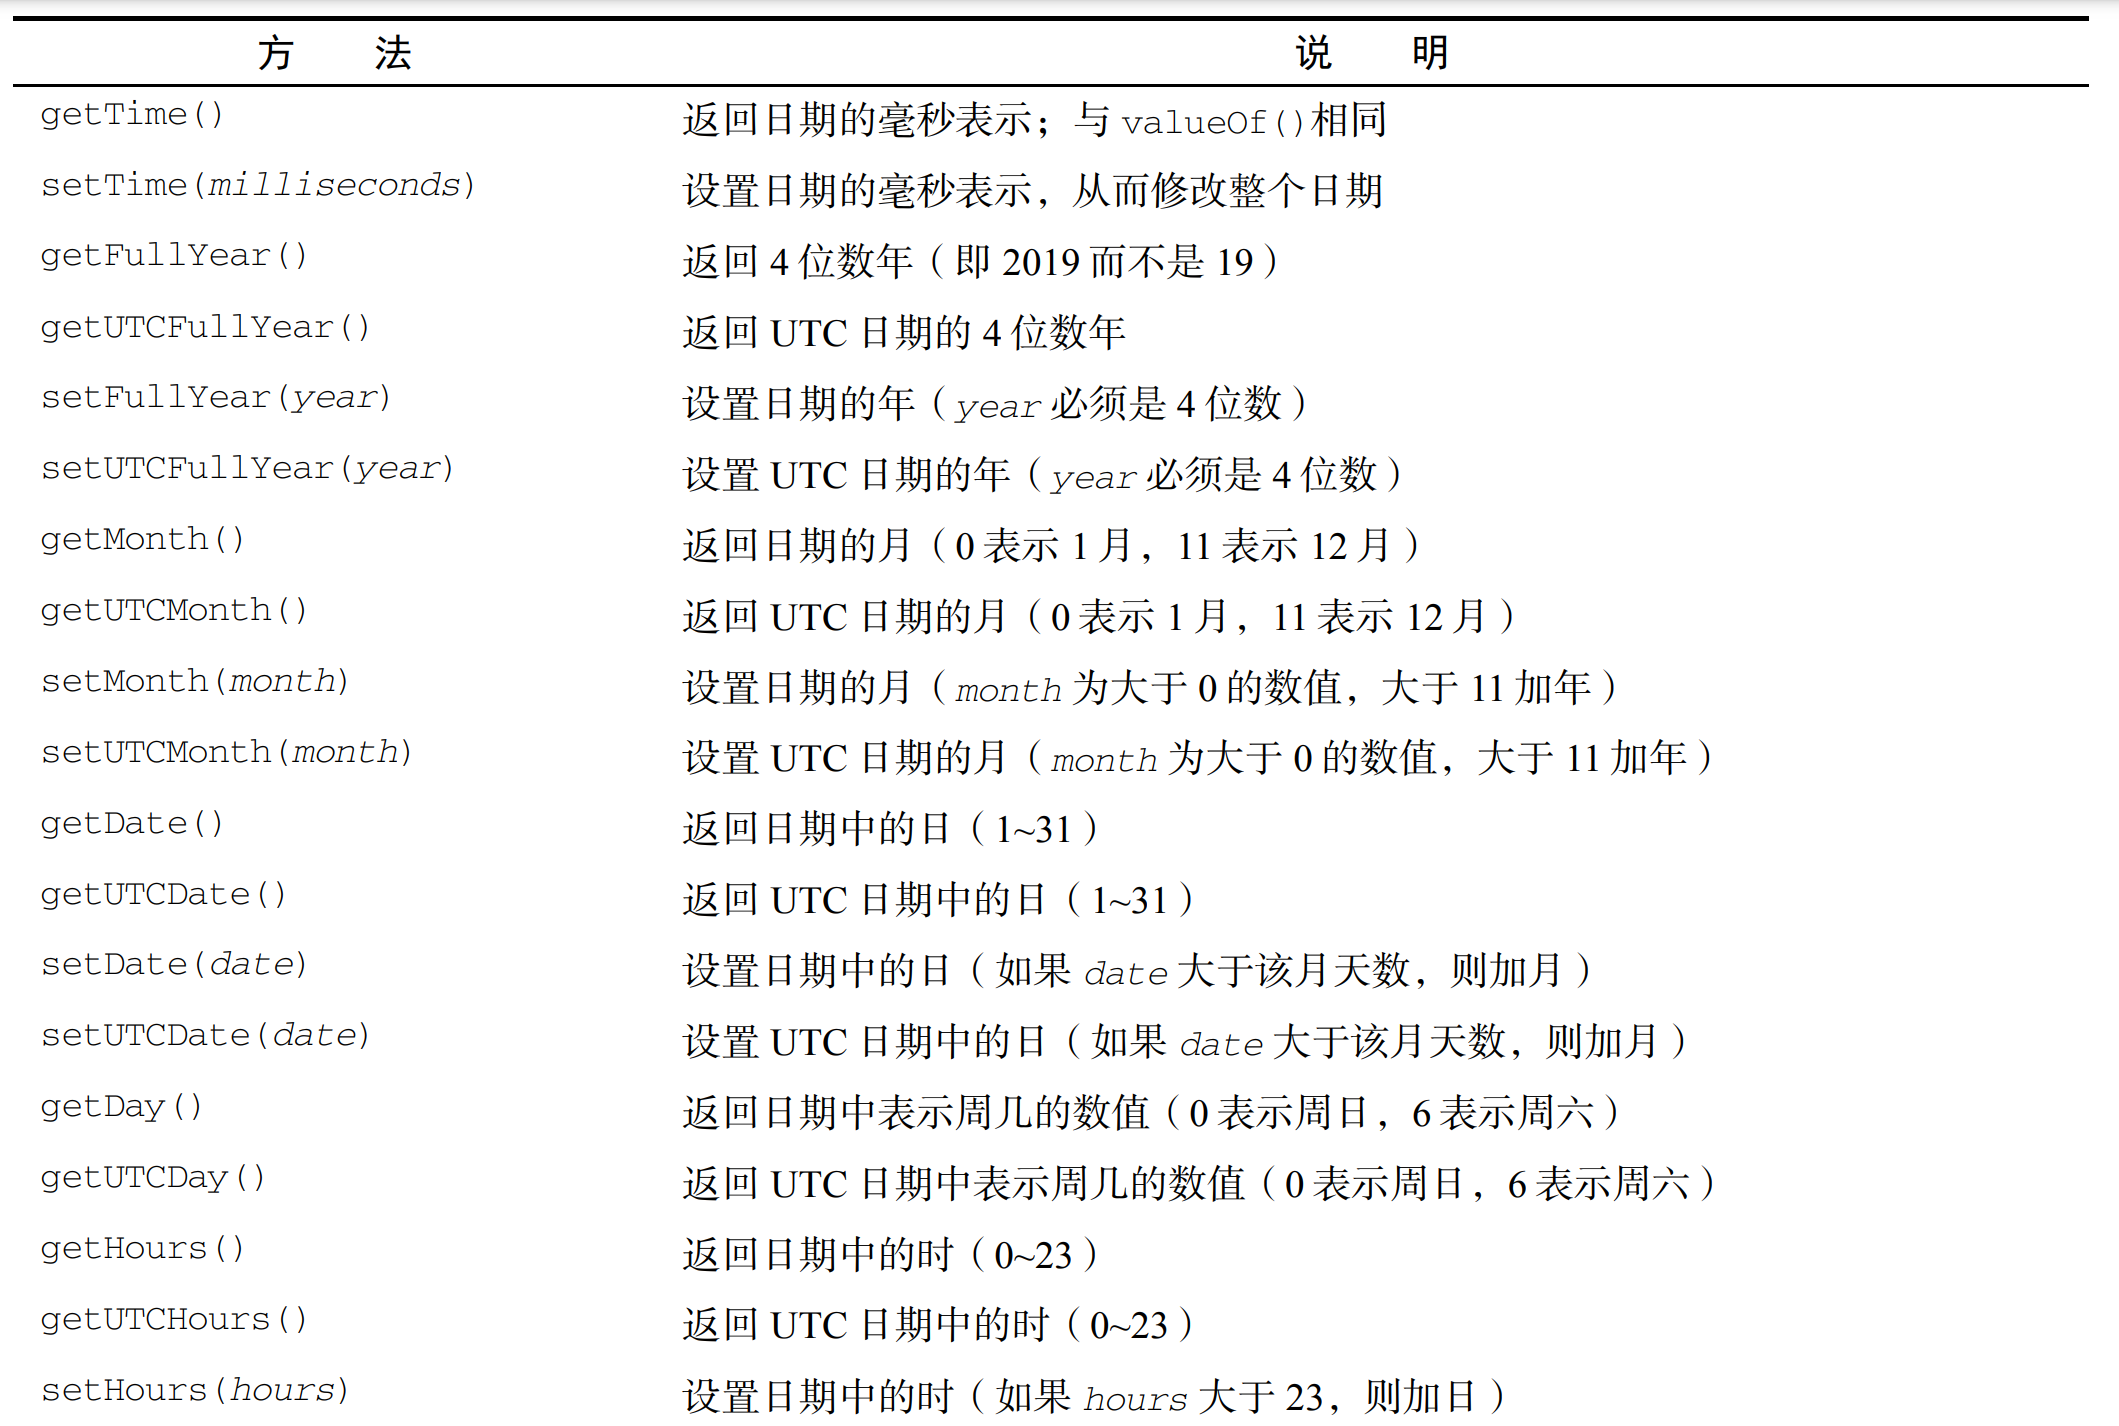 方 法 说 明
getTime() 返回日期的毫秒表示；与 valueOf()相同
setTime(milliseconds) 设置日期的毫秒表示，从而修改整个日期
getFullYear() 返回 4 位数年（即 2019 而不是 19）
getUTCFullYear() 返回 UTC 日期的 4 位数年
setFullYear(year) 设置日期的年（year 必须是 4 位数）
setUTCFullYear(year) 设置 UTC 日期的年（year 必须是 4 位数）
getMonth() 返回日期的月（0 表示 1 月，11 表示 12 月）
getUTCMonth() 返回 UTC 日期的月（0 表示 1 月，11 表示 12 月）
setMonth(month) 设置日期的月（month 为大于 0 的数值，大于 11 加年）
setUTCMonth(month) 设置 UTC 日期的月（month 为大于 0 的数值，大于 11 加年）
getDate() 返回日期中的日（1~31）
getUTCDate() 返回 UTC 日期中的日（1~31）
setDate(date) 设置日期中的日（如果 date 大于该月天数，则加月）
setUTCDate(date) 设置 UTC 日期中的日（如果 date 大于该月天数，则加月）
getDay() 返回日期中表示周几的数值（0 表示周日，6 表示周六）
getUTCDay() 返回 UTC 日期中表示周几的数值（0 表示周日，6 表示周六）
getHours() 返回日期中的时（0~23）
getUTCHours() 返回 UTC 日期中的时（0~23）
setHours(hours) 设置日期中的时（如果 hours 大于 23，则加日）